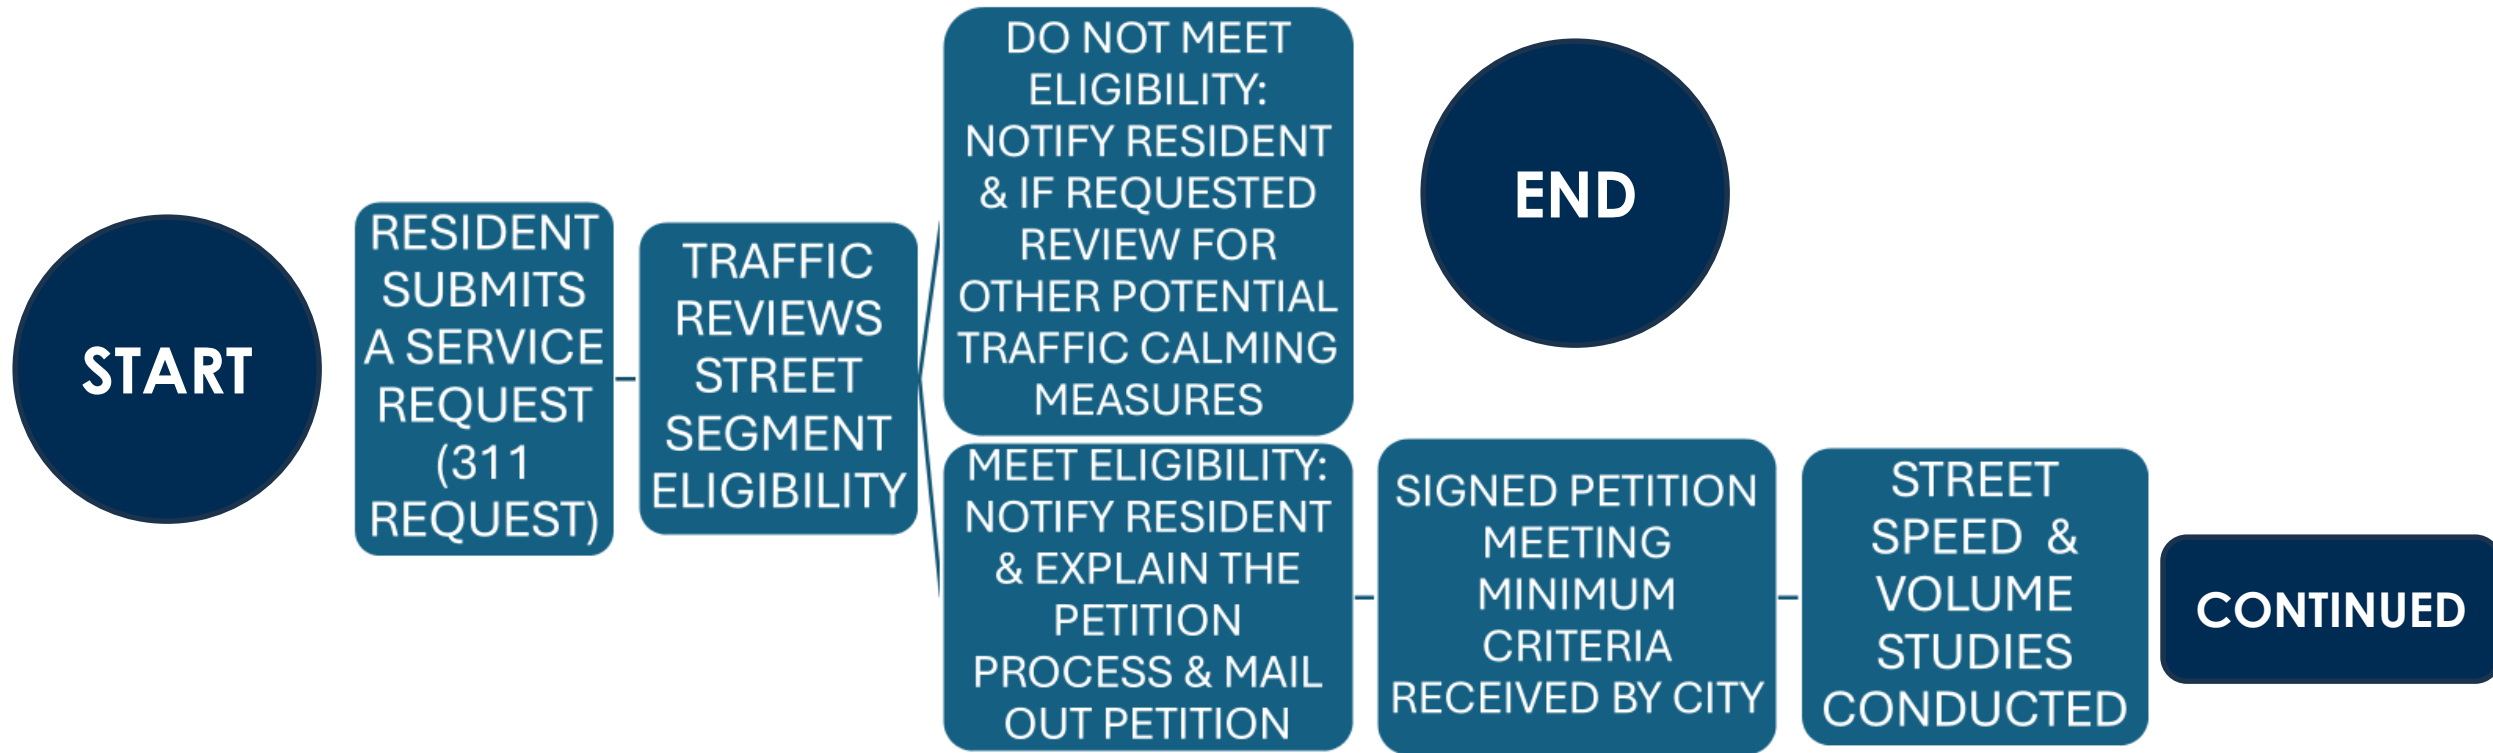 START
RESIDENT
SUBMITS
A SERVICE
REQUEST
(311
REQUEST)
TRAFFIC
REVIEWS
STREET
SEGMENT
ELIGIBILITY
DO NOT MEET
ELIGIBILITY:
NOTIFY RESIDENT
& IF REQUESTED
REVIEW FOR
OTHER POTENTIAL
TRAFFIC CALMING
MEASURES
END
MEET ELIGIBILITY:
NOTIFY RESIDENT
& EXPLAIN THE
PETITION
PROCESS & MAIL
OUT PETITION
SIGNED PETITION
MEETING
MINIMUM
CRITERIA
RECEIVED BY CITY
STREET
SPEED &
VOLUME
STUDIES
CONDUCTED
CONTINUED